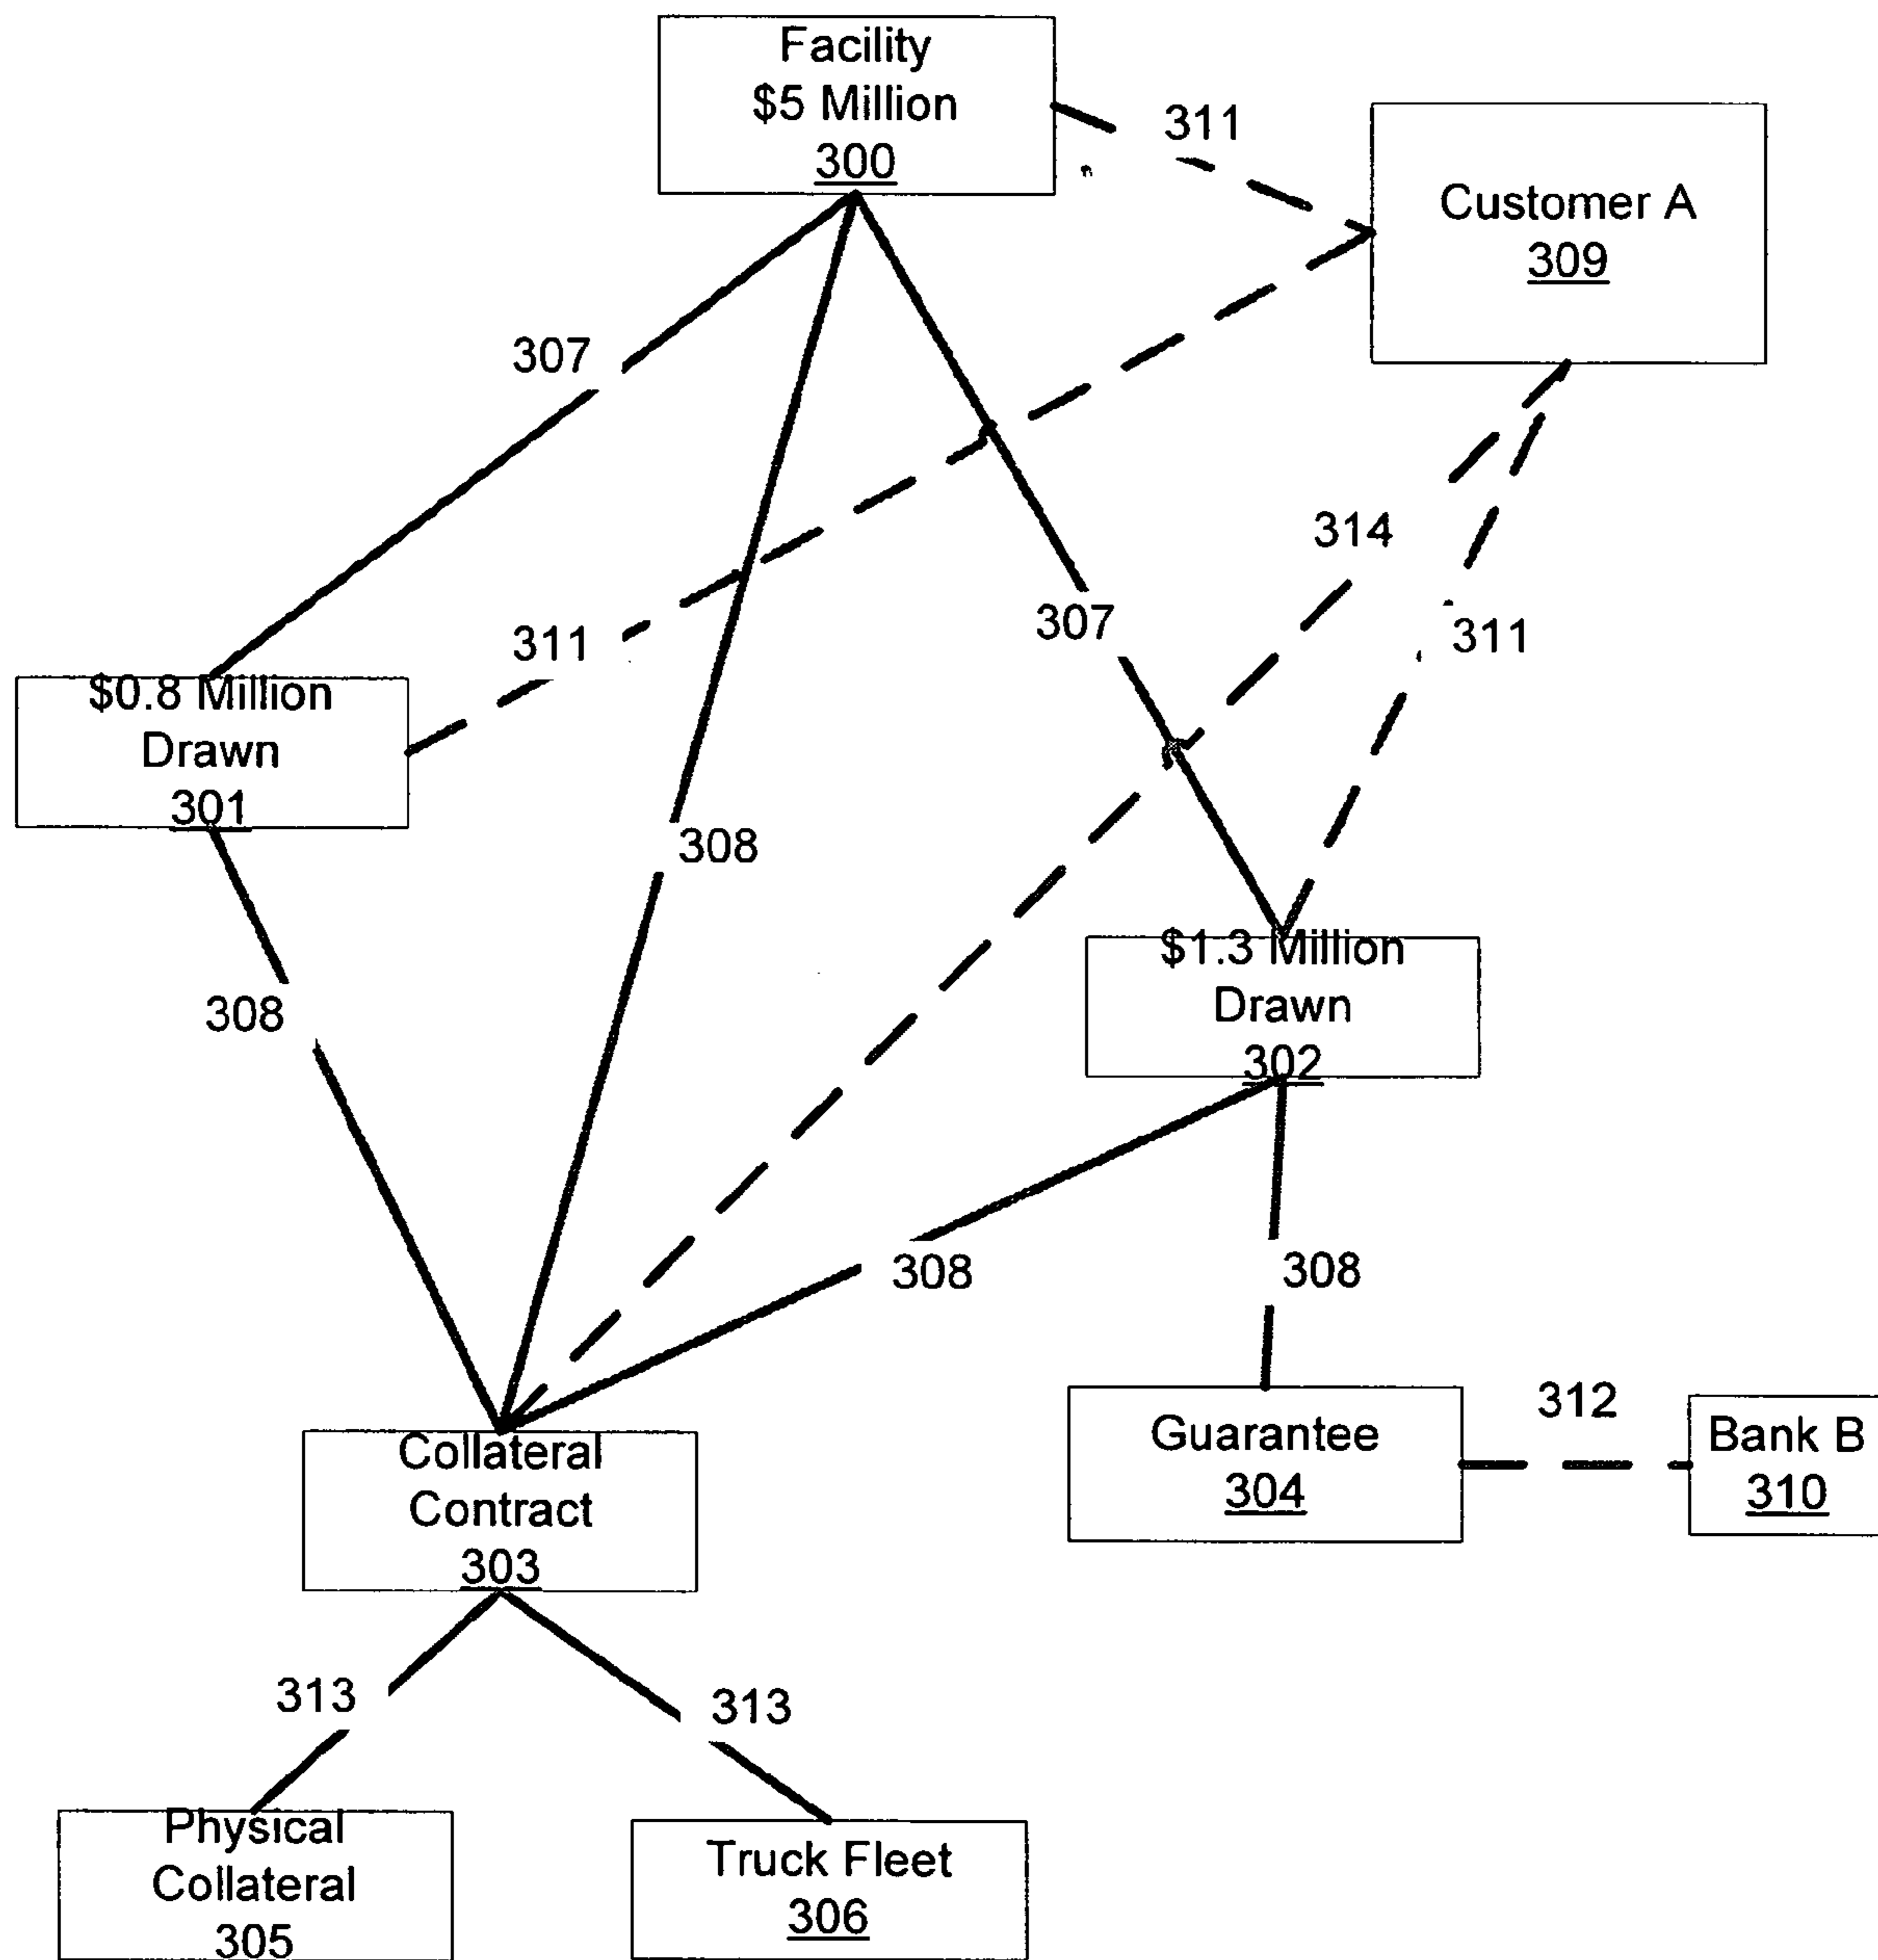 Facility
$5 Million
300
311
Customer A
309
307
311
307
314
311
$0.8 Million
Drawn
301
308
308
$1.3 Million
Drawn
302
308
308
Collateral
Contract
303
Guarantee
304
312
Bank B
310
313
313
Physical
Collateral
305
Truck Fleet
306